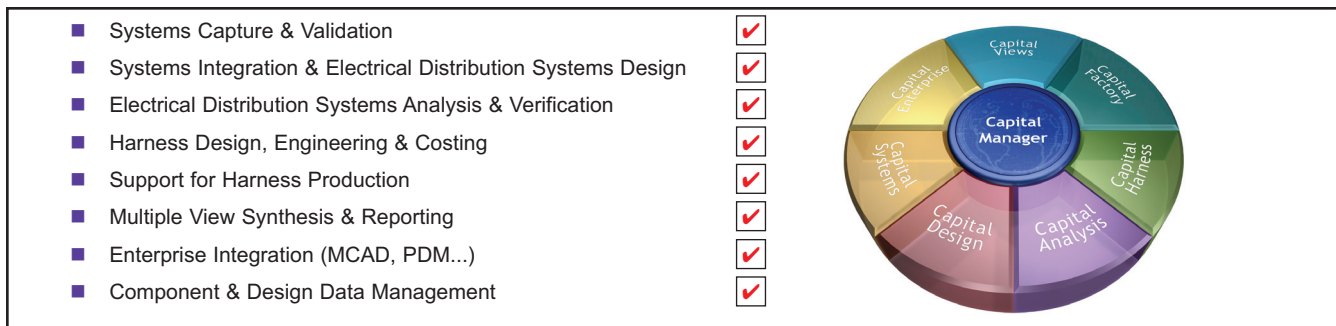 Systems Capture & Validation
Systems Integration & Electrical Distribution Systems Design
Electrical Distribution Systems Analysis & Verification
Harness Design, Engineering & Costing
Support for Harness Production
Multiple View Synthesis & Reporting
Enterprise Integration (MCAD, PDM...)
Component & Design Data Management
Capital
Views
Capital
Factory
Capital
Harness
Capital
Analysis
Capital
Design
Capital
Systems
Capital
Enterprise
Capital
Manager